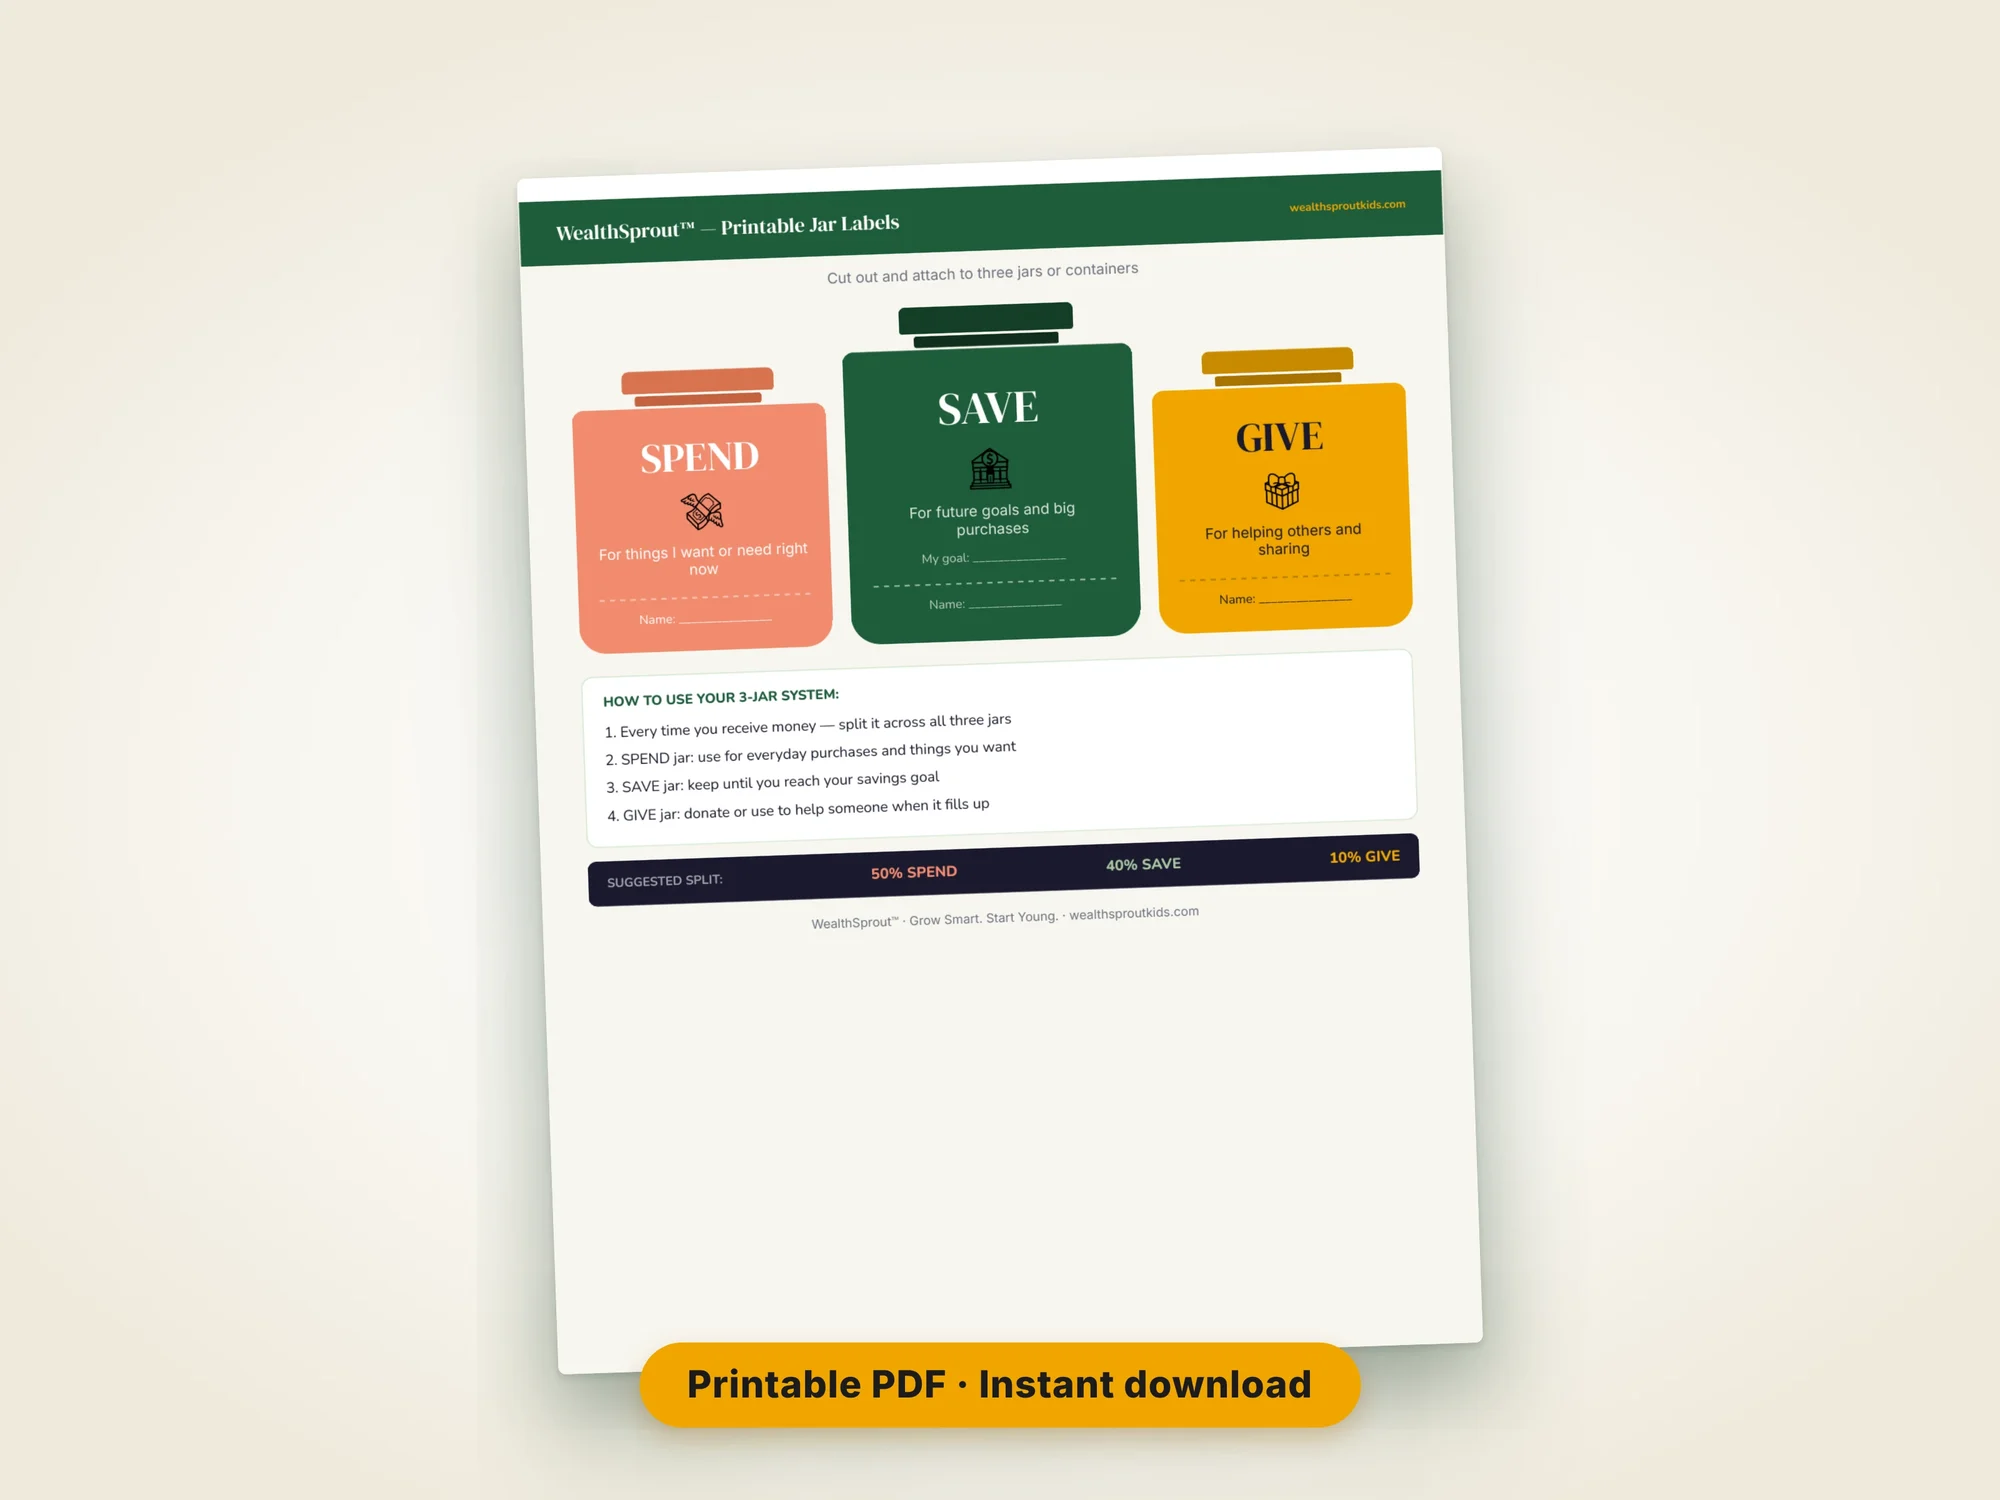 WealthSprout™ — Printable Jar Labels
wealthsproutkids.com
Cut out and attach to three jars or containers
SPEND
For things I want or need right
now
Name: _______________
SAVE
For future goals and big
purchases
My goal: _______________
Name: _______________
GIVE
For helping others and
sharing
Name: _______________
HOW TO USE YOUR 3-JAR SYSTEM:
1. Every time you receive money — split it across all three jars
2. SPEND jar: use for everyday purchases and things you want
3. SAVE jar: keep until you reach your savings goal
4. GIVE jar: donate or use to help someone when it fills up
SUGGESTED SPLIT: 50% SPEND 40% SAVE 10% GIVE
WealthSprout™ · Grow Smart. Start Young. · wealthsproutkids.com
Printable PDF · Instant download